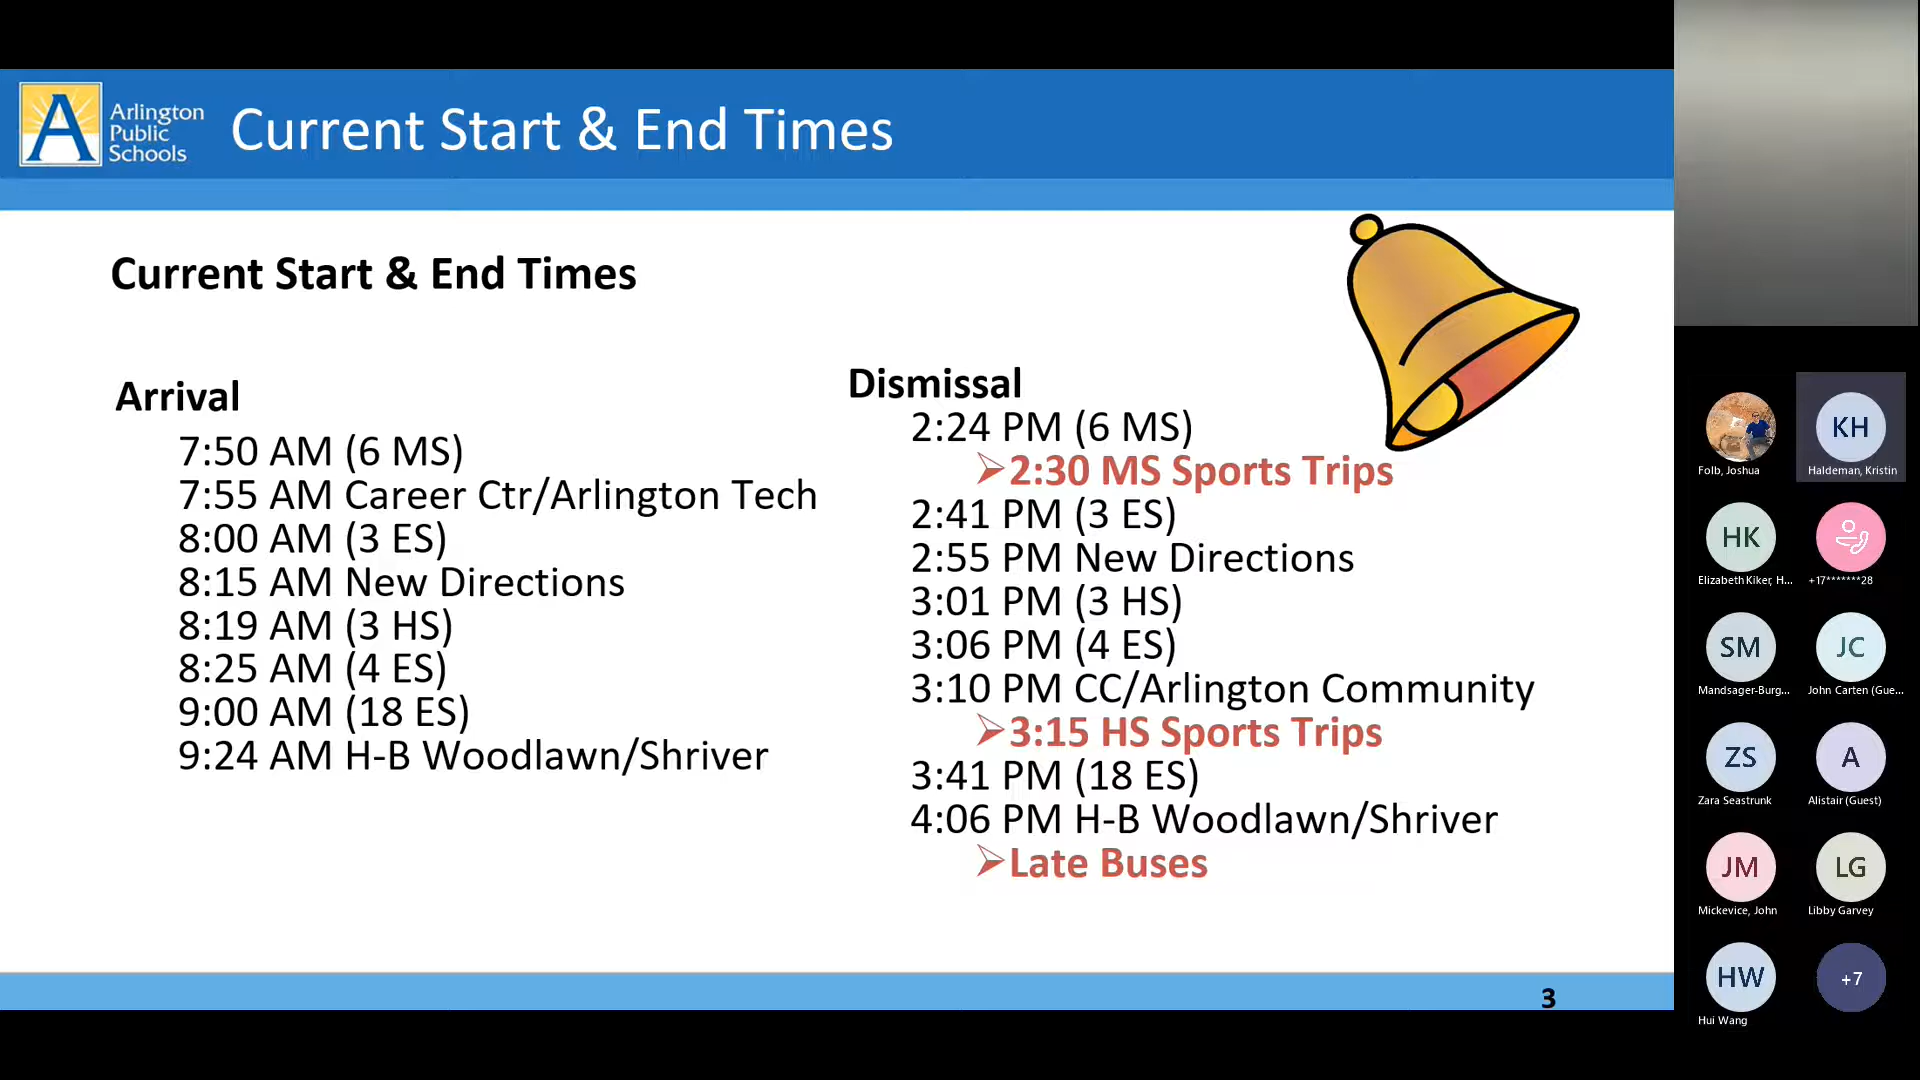 Arlington
Public
Schools
Current Start & End Times
Current Start & End Times
Arrival
7:50 AM (6 MS)
7:55 AM Career Ctr/Arlington Tech
8:00 AM (3 ES)
8:15 AM New Directions
8:19 AM (3 HS)
8:25 AM (4 ES)
9:00 AM (18 ES)
9:24 AM H-B Woodlawn/Shriver
Dismissal
2:24 PM (6 MS)
➢2:30 MS Sports Trips
2:41 PM (3 ES)
2:55 PM New Directions
3:01 PM (3 HS)
3:06 PM (4 ES)
3:10 PM CC/Arlington Community
➢3:15 HS Sports Trips
3:41 PM (18 ES)
4:06 PM H-B Woodlawn/Shriver
➢Late Buses
3
Folb, Joshua
KH
Haldeman, Kristin
HK
Elizabeth Kiker, H...
+17*******28
SM
Mandsager-Burg...
JC
John Carten (Gue...
ZS
Zara Seastrunk
A
Alistair (Guest)
JM
Mickevice, John
LG
Libby Garvey
HW
Hui Wang
+7